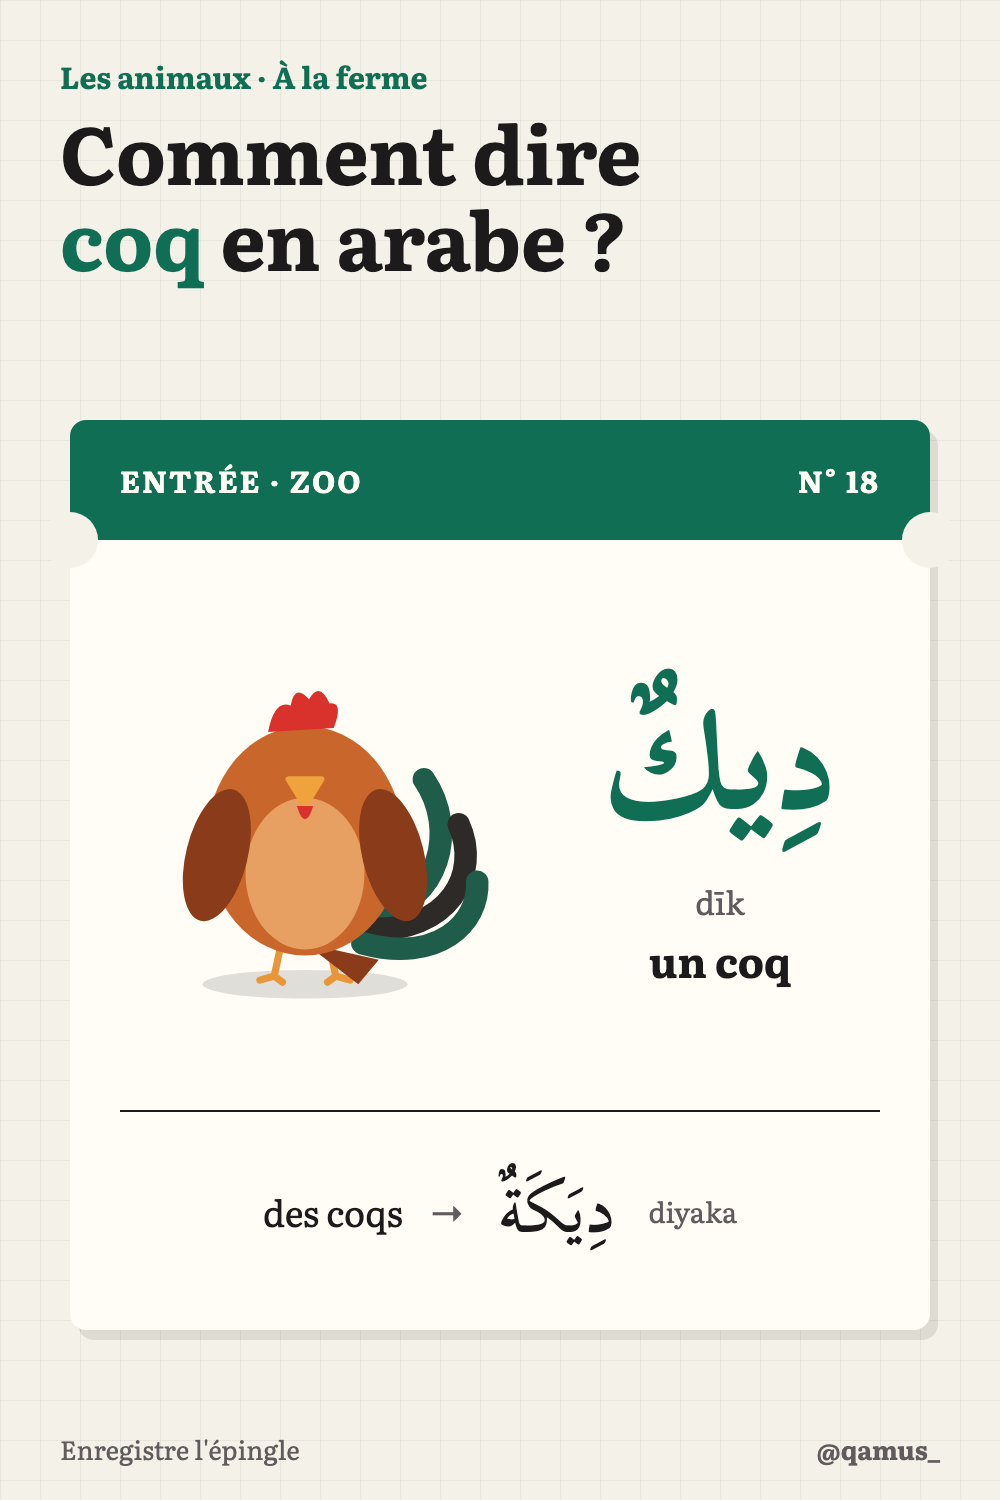 Les animaux · À la ferme
Comment dire
coq en arabe ?
ENTRÉE · ZOO
N° 18
دِيكٌ
dīk
un coq
des coqs → دِيَكَةٌ diyaka
Enregistre l'épingle
@qamus_